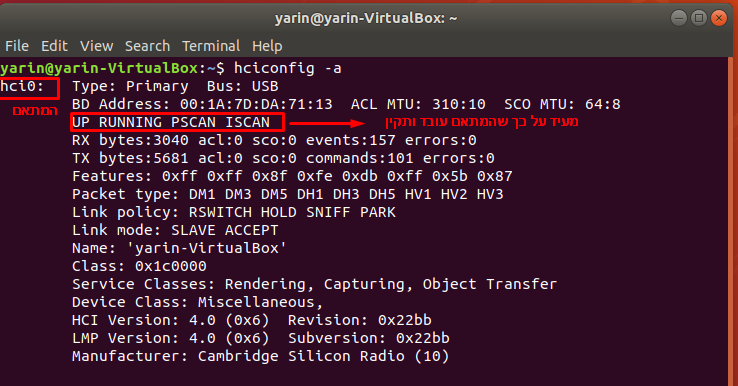 yarin@yarin-VirtualBox: ~
File Edit View Search Terminal Help
yarin@yarin-VirtualBox:~$ hciconfig -a
hci0: Type: Primary Bus: USB
BD Address: 00:1A:7D:DA:71:13 ACL MTU: 310:10 SCO MTU: 64:8
המתאם
UP RUNNING PSCAN ISCAN
מעיד על כך שהמתאם עובד ותקין
RX bytes:3040 acl:0 sco:0 events:157 errors:0
TX bytes:5681 acl:0 sco:0 commands:101 errors:0
Features: 0xff 0xff 0x8f 0xfe 0xdb 0xff 0x5b 0x87
Packet type: DM1 DM3 DM5 DH1 DH3 DH5 HV1 HV2 HV3
Link policy: RSWITCH HOLD SNIFF PARK
Link mode: SLAVE ACCEPT
Name: 'yarin-VirtualBox'
Class: 0x1c0000
Service Classes: Rendering, Capturing, Object Transfer
Device Class: Miscellaneous,
HCI Version: 4.0 (0x6) Revision: 0x22bb
LMP Version: 4.0 (0x6) Subversion: 0x22bb
Manufacturer: Cambridge Silicon Radio (10)